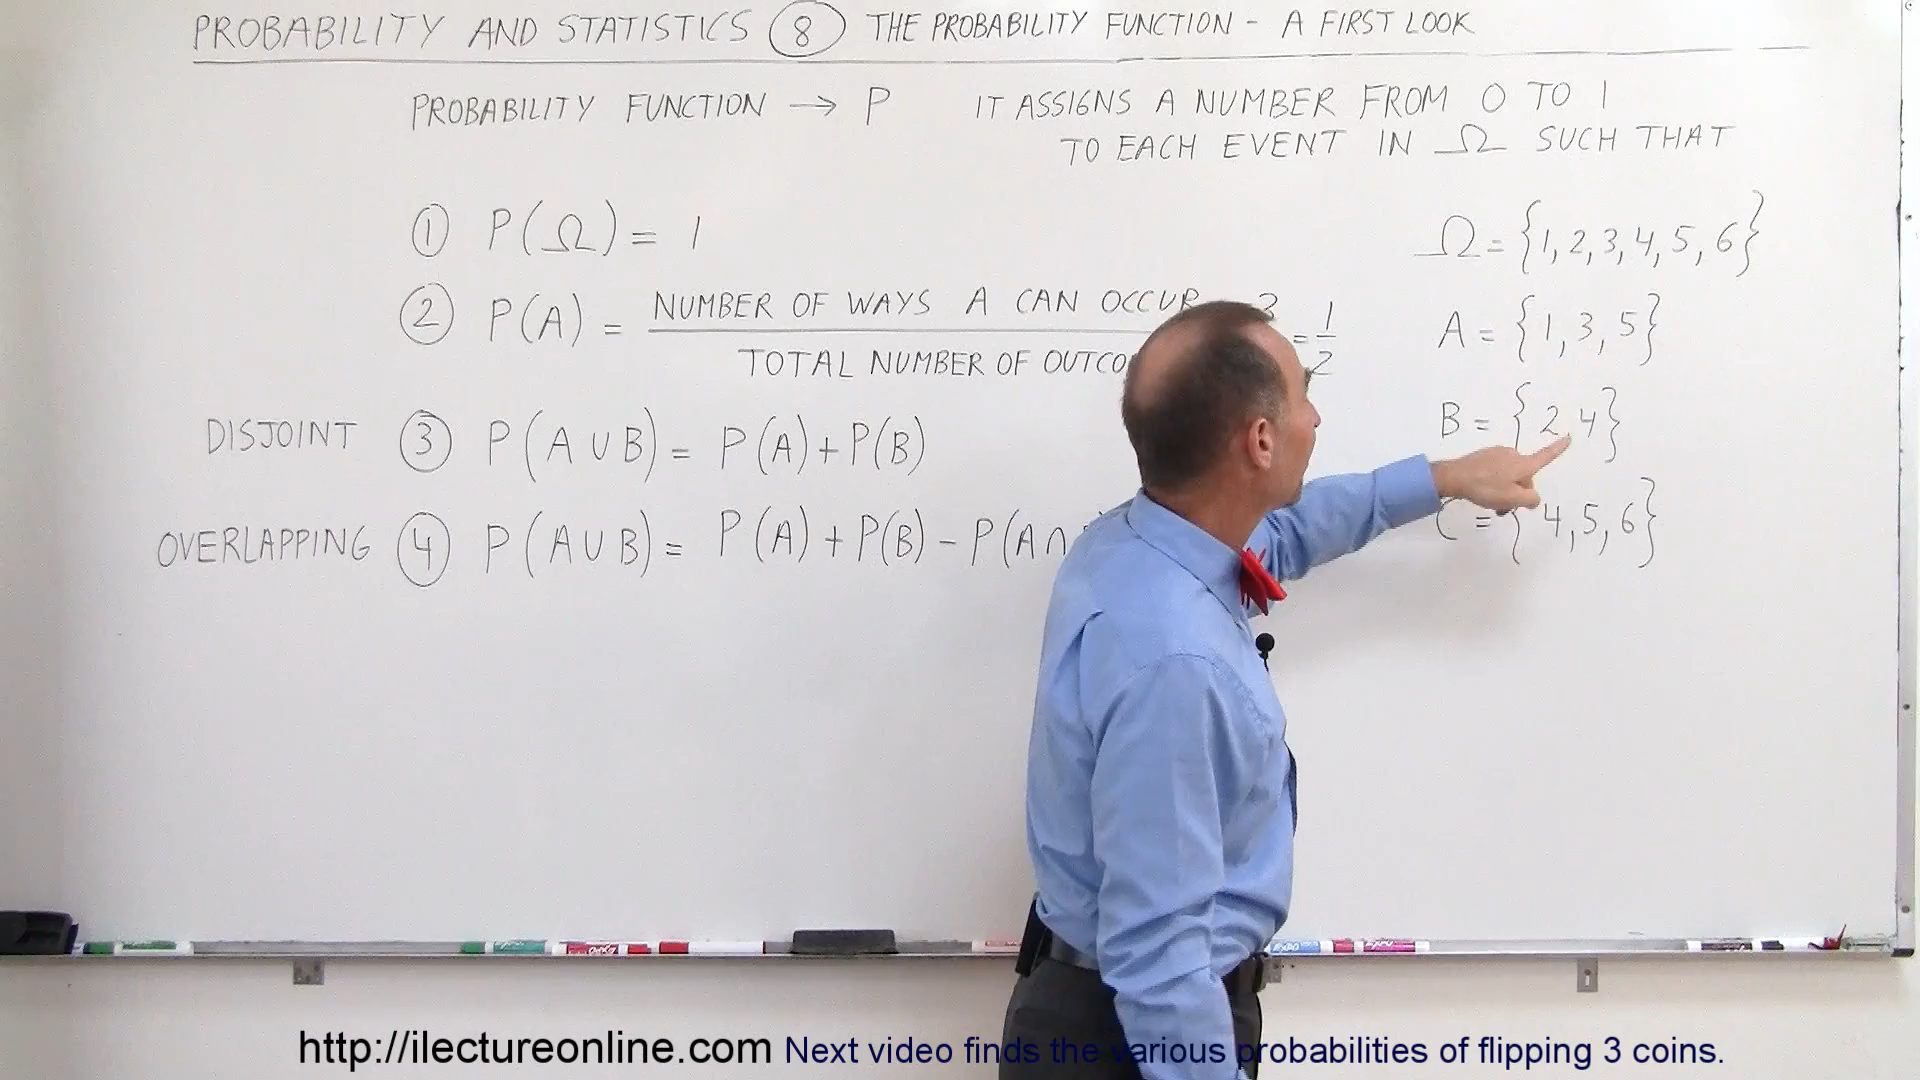 PROBABILITY AND STATISTICS 8 THE PROBABILITY FUNCTION - A FIRST LOOK
PROBABILITY FUNCTION → P IT ASSIGNS A NUMBER FROM 0 TO 1
TO EACH EVENT IN Ω SUCH THAT
① P(Ω) = 1
Ω = {1, 2, 3, 4, 5, 6}
② P(A) = NUMBER OF WAYS A CAN OCCUR 3 = 1/2
TOTAL NUMBER OF
A = {1, 3, 5}
DISJOINT ③ P(A ∪ B) = P(A) + P(B)
B = {2, 4}
OVERLAPPING ④ P(A ∪ B) = P(A) + P(B) - P(A ∩
C = {4, 5, 6}
http://ilectureonline.com Next video finds the various probabilities of flipping 3 coins.